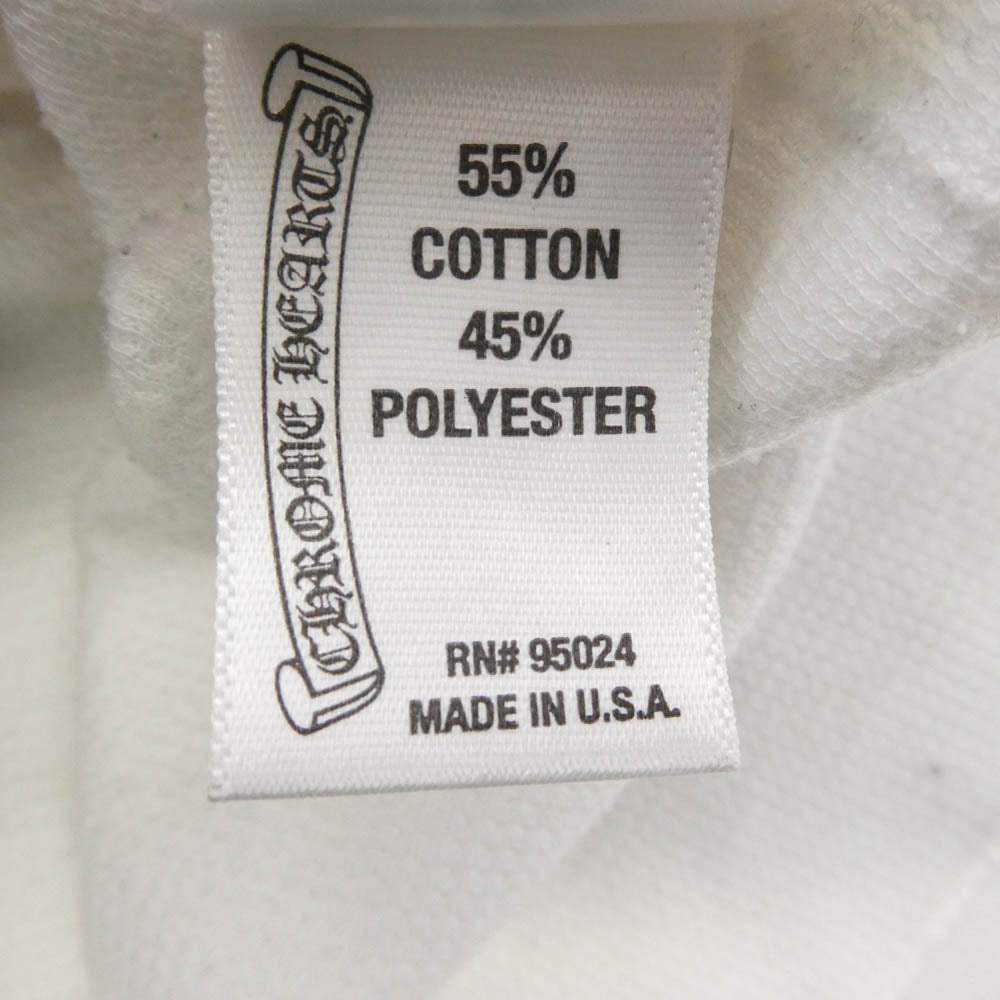 CHROME HEARTS
55%
COTTON
45%
POLYESTER
RN# 95024
MADE IN U.S.A.